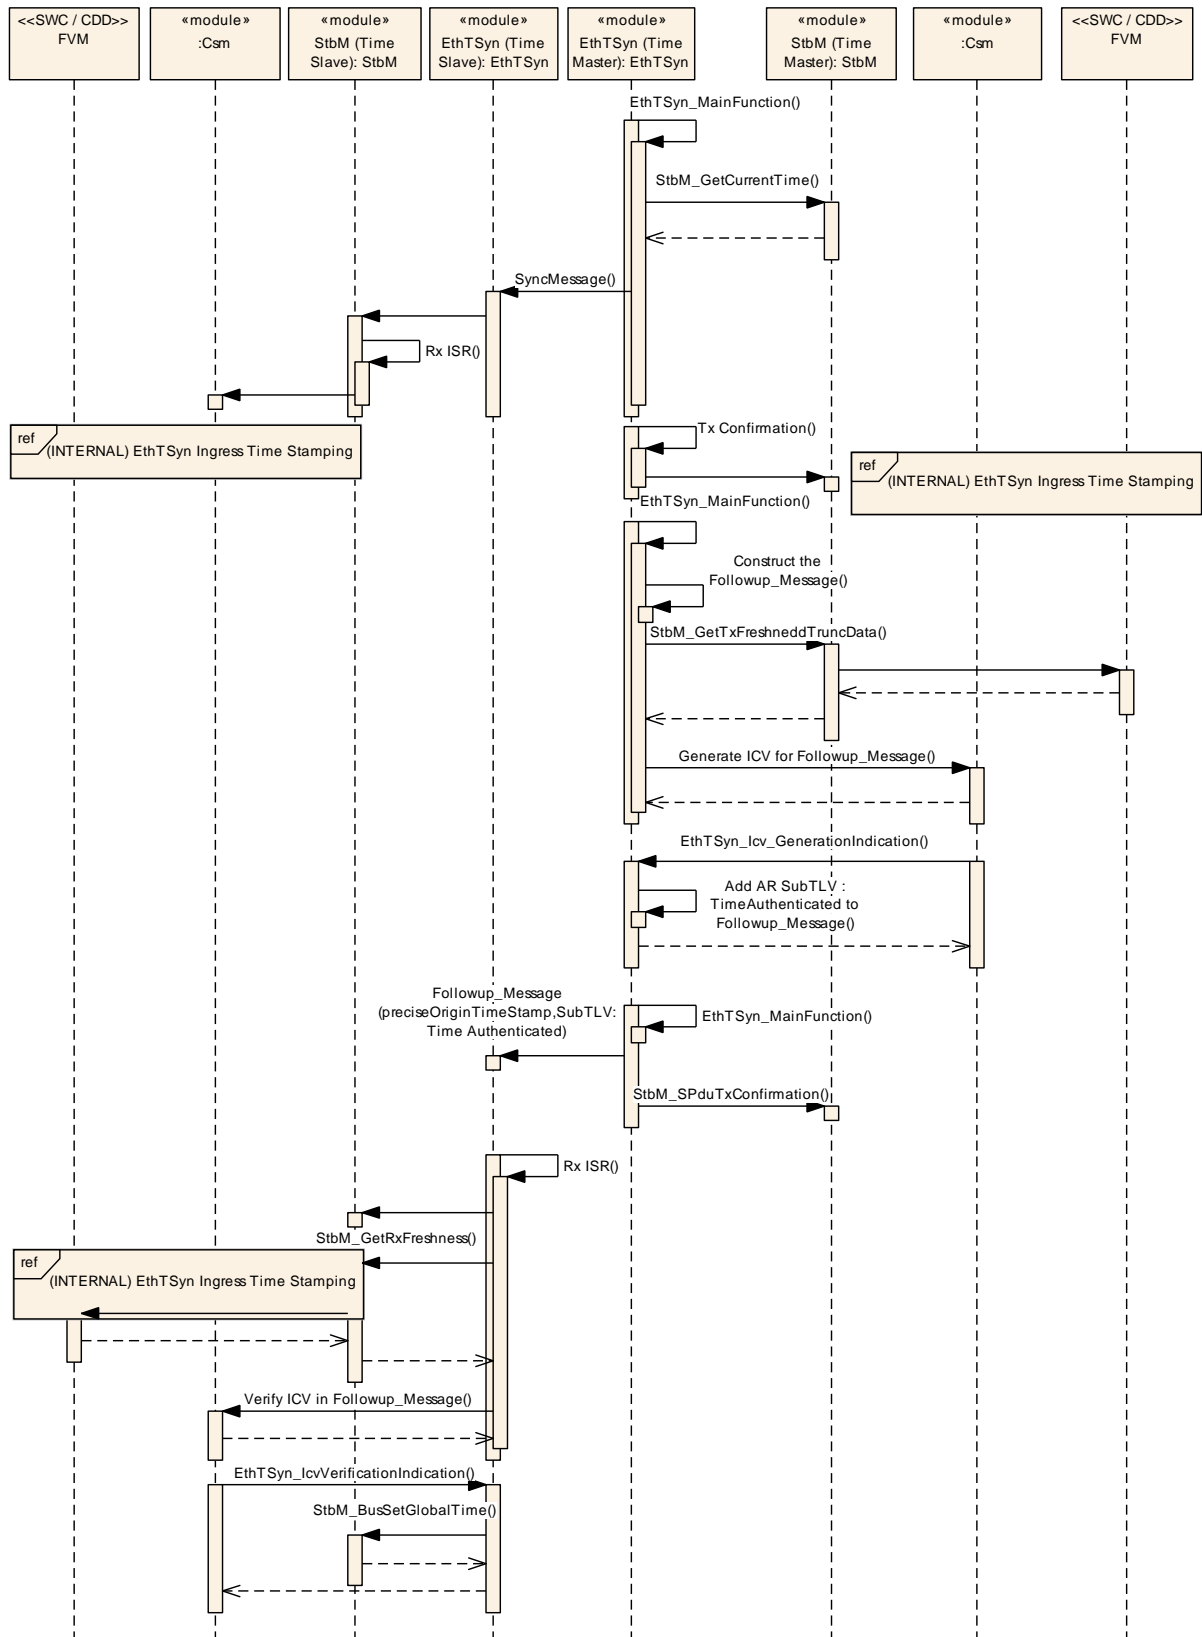 <<SWC / CDD>>
FVM
«module»
:Csm
«module»
StbM (Time
Slave): StbM
«module»
EthTSyn (Time
Slave): EthTSyn
«module»
EthTSyn (Time
Master): EthTSyn
«module»
StbM (Time
Master): StbM
«module»
:Csm
<<SWC / CDD>>
FVM
EthTSyn_MainFunction()
StbM_GetCurrentTime()
SyncMessage()
Rx ISR()
ref
(INTERNAL) EthTSyn Ingress Time Stamping
Tx Confirmation()
ref
(INTERNAL) EthTSyn Ingress Time Stamping
EthTSyn_MainFunction()
Construct the
Followup_Message()
StbM_GetTxFreshneddTruncData()
Generate ICV for Followup_Message()
EthTSyn_Icv_GenerationIndication()
Add AR SubTLV :
TimeAuthenticated to
Followup_Message()
Followup_Message
(preciseOriginTimeStamp,SubTLV:
Time Authenticated)
EthTSyn_MainFunction()
StbM_SPduTxConfirmation()
Rx ISR()
StbM_GetRxFreshness()
ref
(INTERNAL) EthTSyn Ingress Time Stamping
Verify ICV in Followup_Message()
EthTSyn_IcvVerificationIndication()
StbM_BusSetGlobalTime()